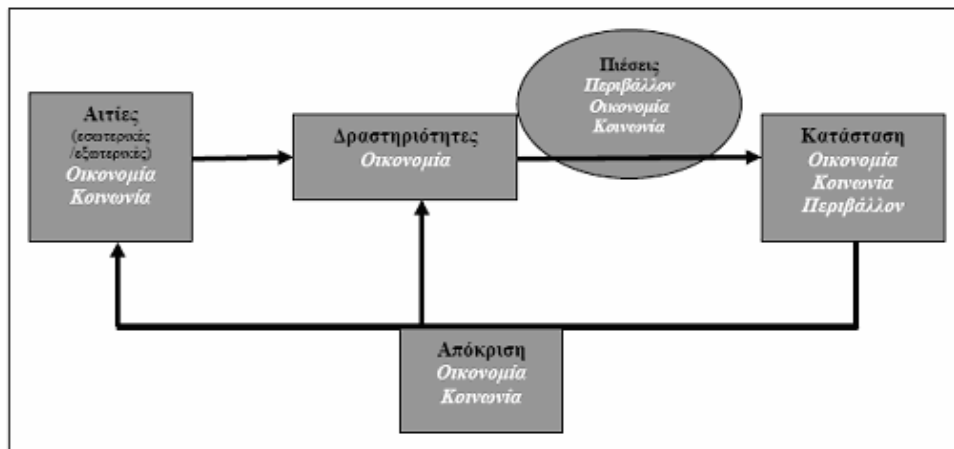 Αιτίες
(εσωτερικές
/εξωτερικές)
Οικονομία
Κοινωνία
Δραστηριότητες
Οικονομία
Πιέσεις
Περιβάλλον
Οικονομία
Κοινωνία
Κατάσταση
Οικονομία
Κοινωνία
Περιβάλλον
Απόκριση
Οικονομία
Κοινωνία